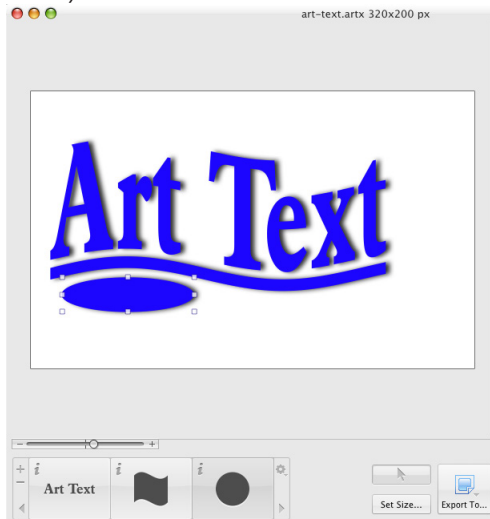 art-text.artx 320x200 px
Art Text
Art Text
Set Size...
Export To...